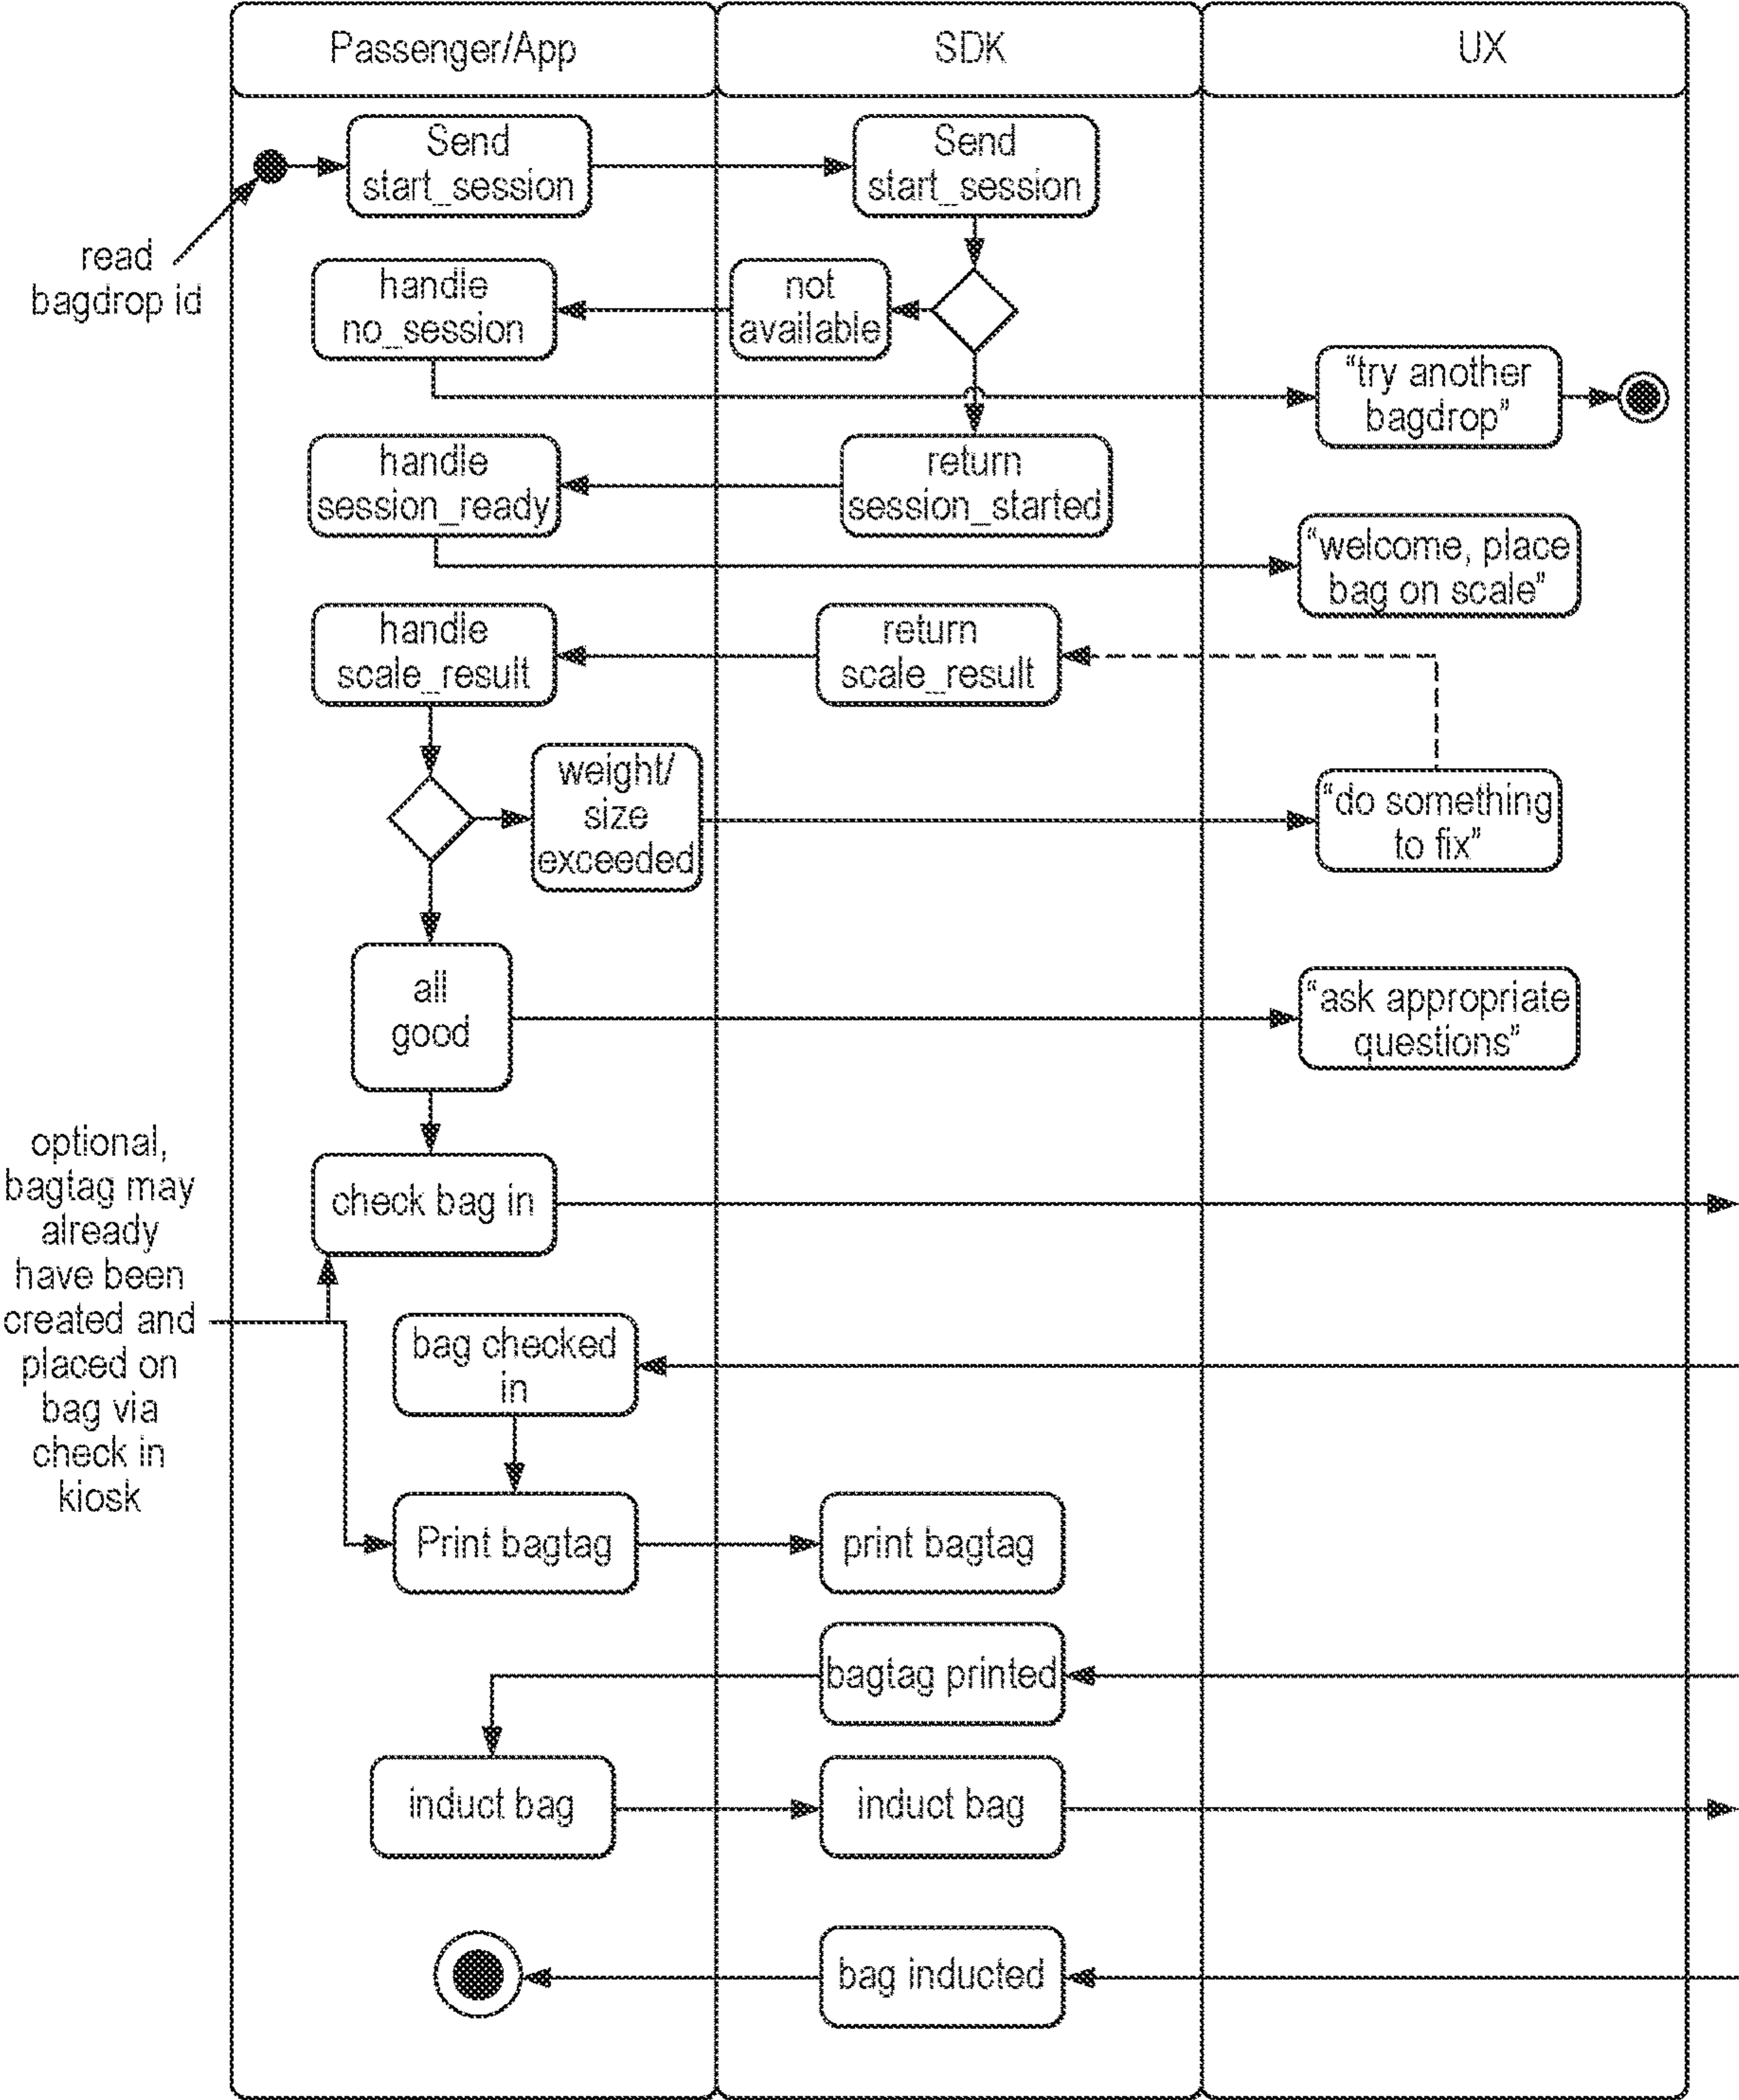 Passenger/App
SDK
UX
Send
start_session
Send
start_session
read
bagdrop id
handle
no_session
not
available
"try another
bagdrop"
handle
session_ready
return
session_started
"welcome, place
bag on scale"
handle
scale_result
return
scale_result
weight/
size
exceeded
"do something
to fix"
all
good
"ask appropriate
questions"
optional,
bagtag may
already
have been
created and
placed on
bag via
check in
kiosk
check bag in
bag checked
in
Print bagtag
print bagtag
bagtag printed
induct bag
induct bag
bag inducted